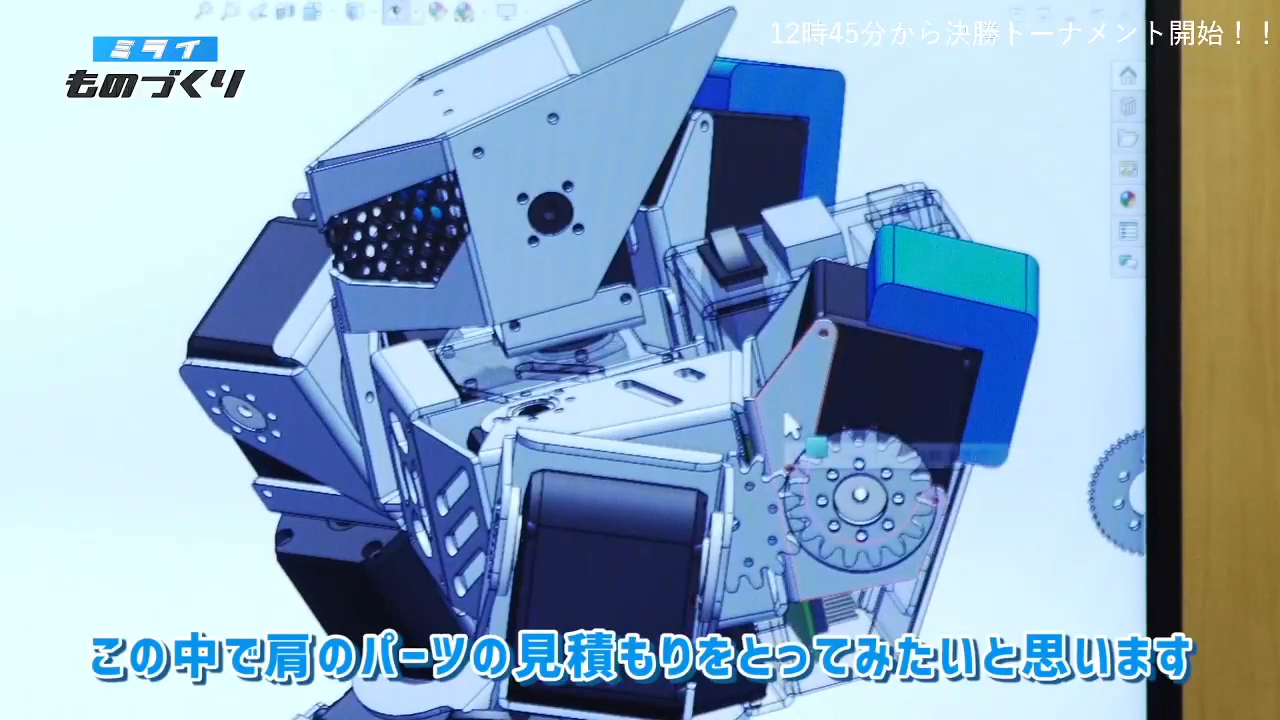 12時45分から決勝トーナメント開始！！
ミライ
ものづくり
この中で肩のパーツの見積もりをとってみたいと思います